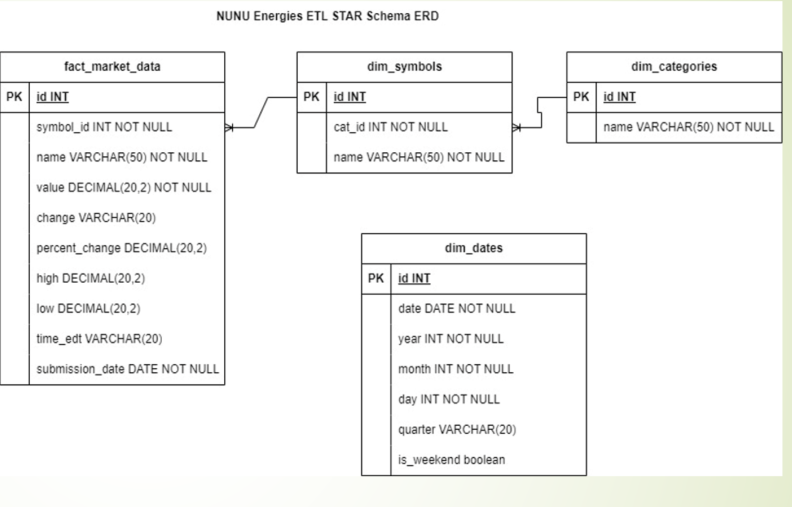 NUNU Energies ETL STAR Schema ERD
fact_market_data
PK id INT
symbol_id INT NOT NULL
name VARCHAR(50) NOT NULL
value DECIMAL(20,2) NOT NULL
change VARCHAR(20)
percent_change DECIMAL(20,2)
high DECIMAL(20,2)
low DECIMAL(20,2)
time_edt VARCHAR(20)
submission_date DATE NOT NULL
dim_symbols
PK id INT
cat_id INT NOT NULL
name VARCHAR(50) NOT NULL
dim_categories
PK id INT
name VARCHAR(50) NOT NULL
dim_dates
PK id INT
date DATE NOT NULL
year INT NOT NULL
month INT NOT NULL
day INT NOT NULL
quarter VARCHAR(20)
is_weekend boolean